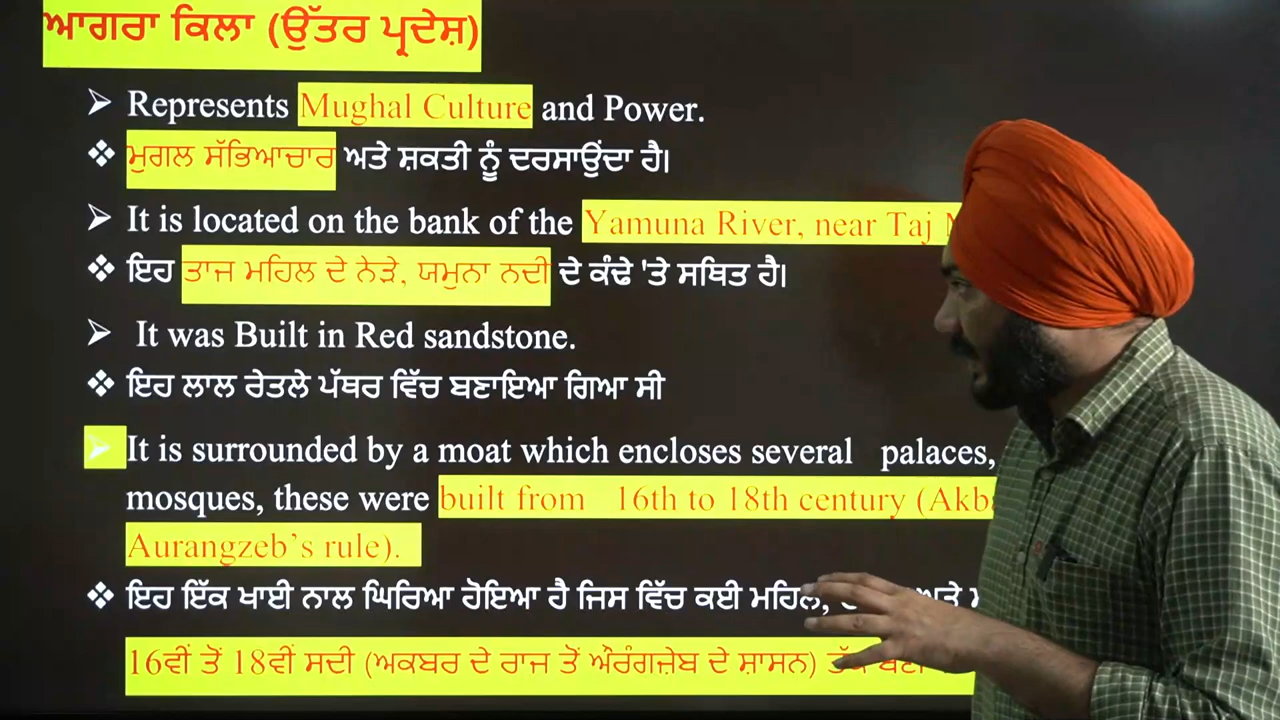 ਆਗਰਾ ਕਿਲਾ (ਉੱਤਰ ਪ੍ਰਦੇਸ਼)
➢ Represents Mughal Culture and Power.
❖ ਮੁਗਲ ਸੱਭਿਆਚਾਰ ਅਤੇ ਸ਼ਕਤੀ ਨੂੰ ਦਰਸਾਉਂਦਾ ਹੈ।
➢ It is located on the bank of the Yamuna River, near Taj
❖ ਇਹ ਤਾਜ ਮਹਿਲ ਦੇ ਨੇੜੇ, ਯਮੁਨਾ ਨਦੀ ਦੇ ਕੰਢੇ 'ਤੇ ਸਥਿਤ ਹੈ।
➢ It was Built in Red sandstone.
❖ ਇਹ ਲਾਲ ਰੇਤਲੇ ਪੱਥਰ ਵਿੱਚ ਬਣਾਇਆ ਗਿਆ ਸੀ
➢ It is surrounded by a moat which encloses several palaces,
mosques, these were built from 16th to 18th century
Aurangzeb’s rule).
❖ ਇਹ ਇੱਕ ਖਾਈ ਨਾਲ ਘਿਰਿਆ ਹੋਇਆ ਹੈ ਜਿਸ ਵਿੱਚ ਕਈ ਮਹਿਲ,
16ਵੀਂ ਤੋਂ 18ਵੀਂ ਸਦੀ (ਅਕਬਰ ਦੇ ਰਾਜ ਤੋਂ ਔਰੰਗਜ਼ੇਬ ਦੇ ਸ਼ਾਸਨ)